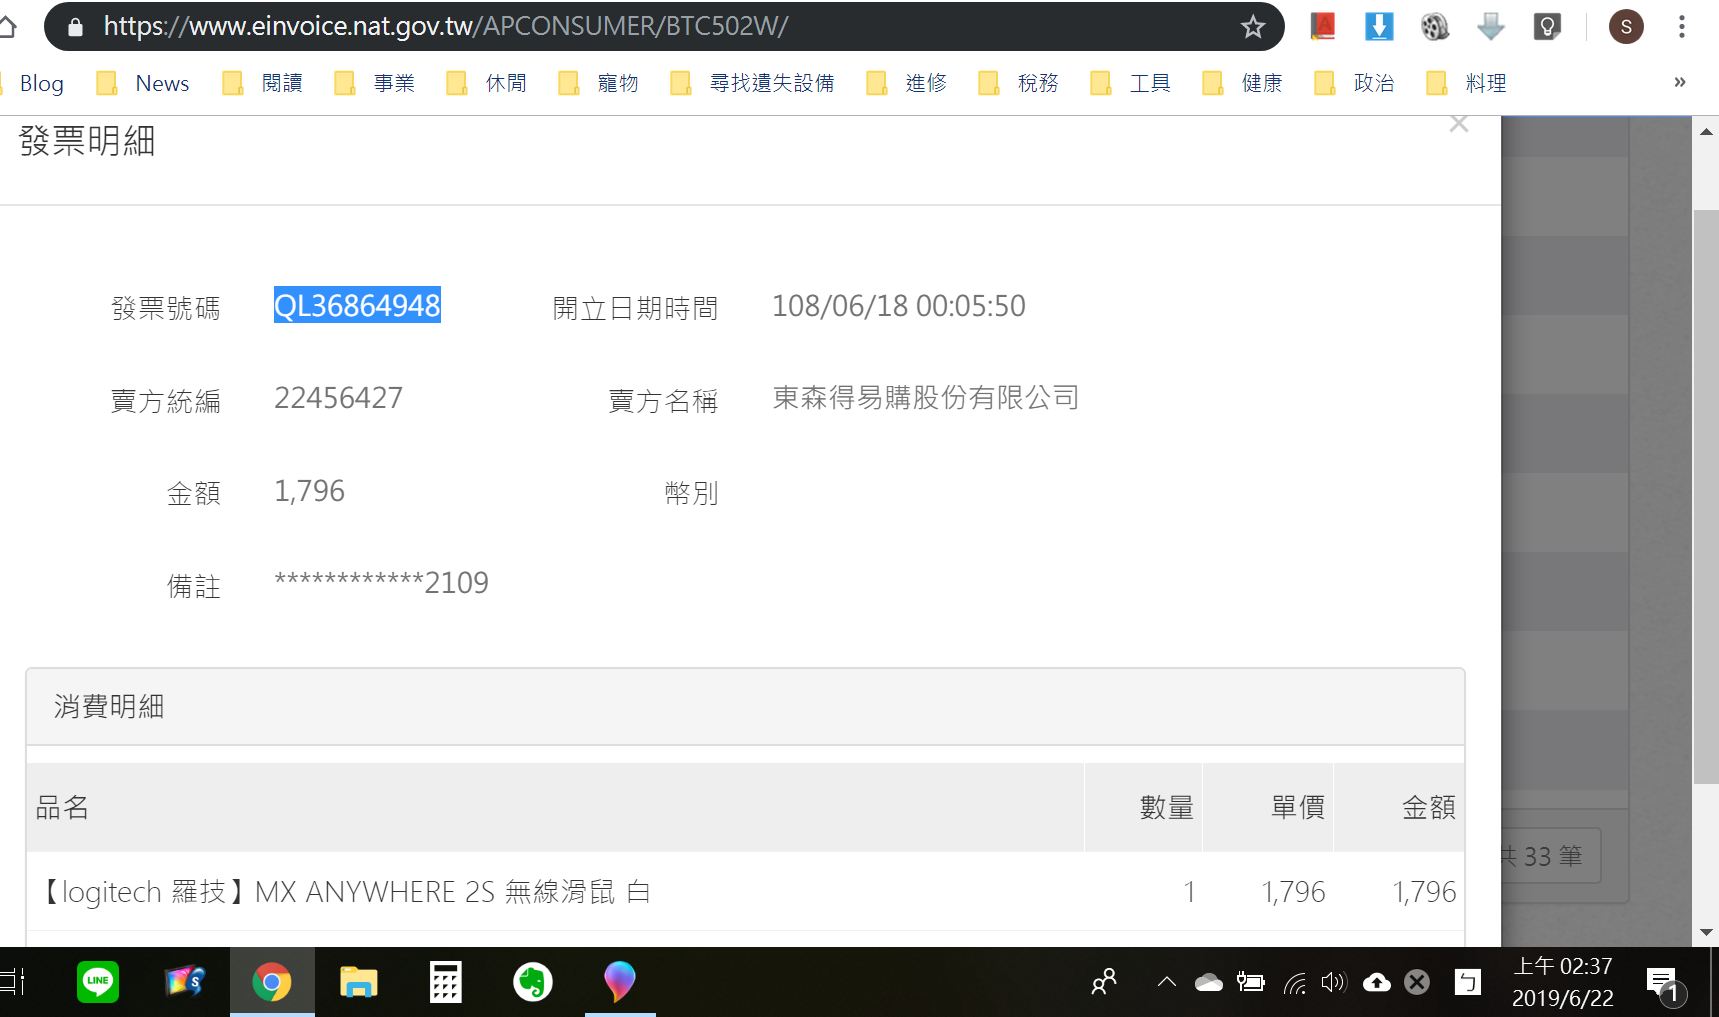 https://www.einvoice.nat.gov.tw/APCONSUMER/BTC502W/
S
Blog News 閱讀 事業 休閒 寵物 尋找遺失設備 進修 稅務 工具 健康 政治 料理 »
發票明細 ×
發票號碼 QL36864948 開立日期時間 108/06/18 00:05:50
賣方統編 22456427 賣方名稱 東森得易購股份有限公司
金額 1,796 幣別
備註 ************2109
消費明細
品名 數量 單價 金額
共 33 筆
【logitech 羅技】MX ANYWHERE 2S 無線滑鼠 白 1 1,796 1,796
LINE
S
ㄅ
上午 02:37
2019/6/22
1